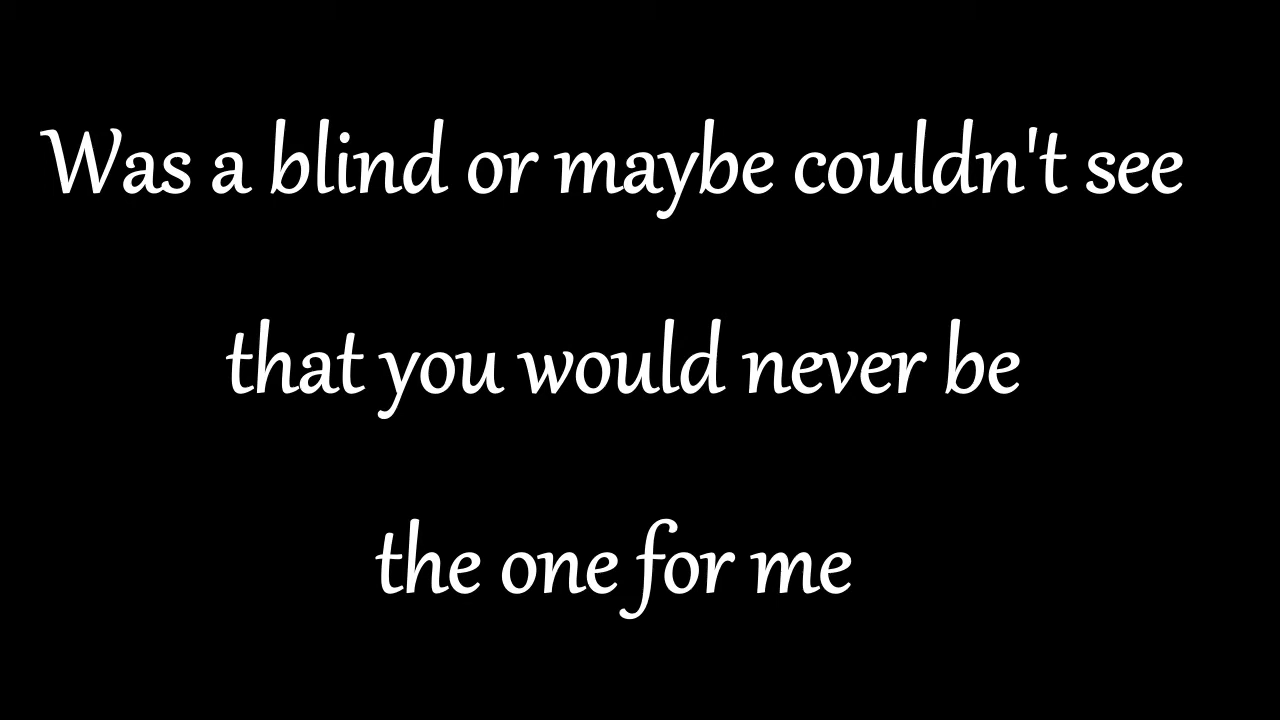 Was a blind or maybe couldn't see
that you would never be
the one for me